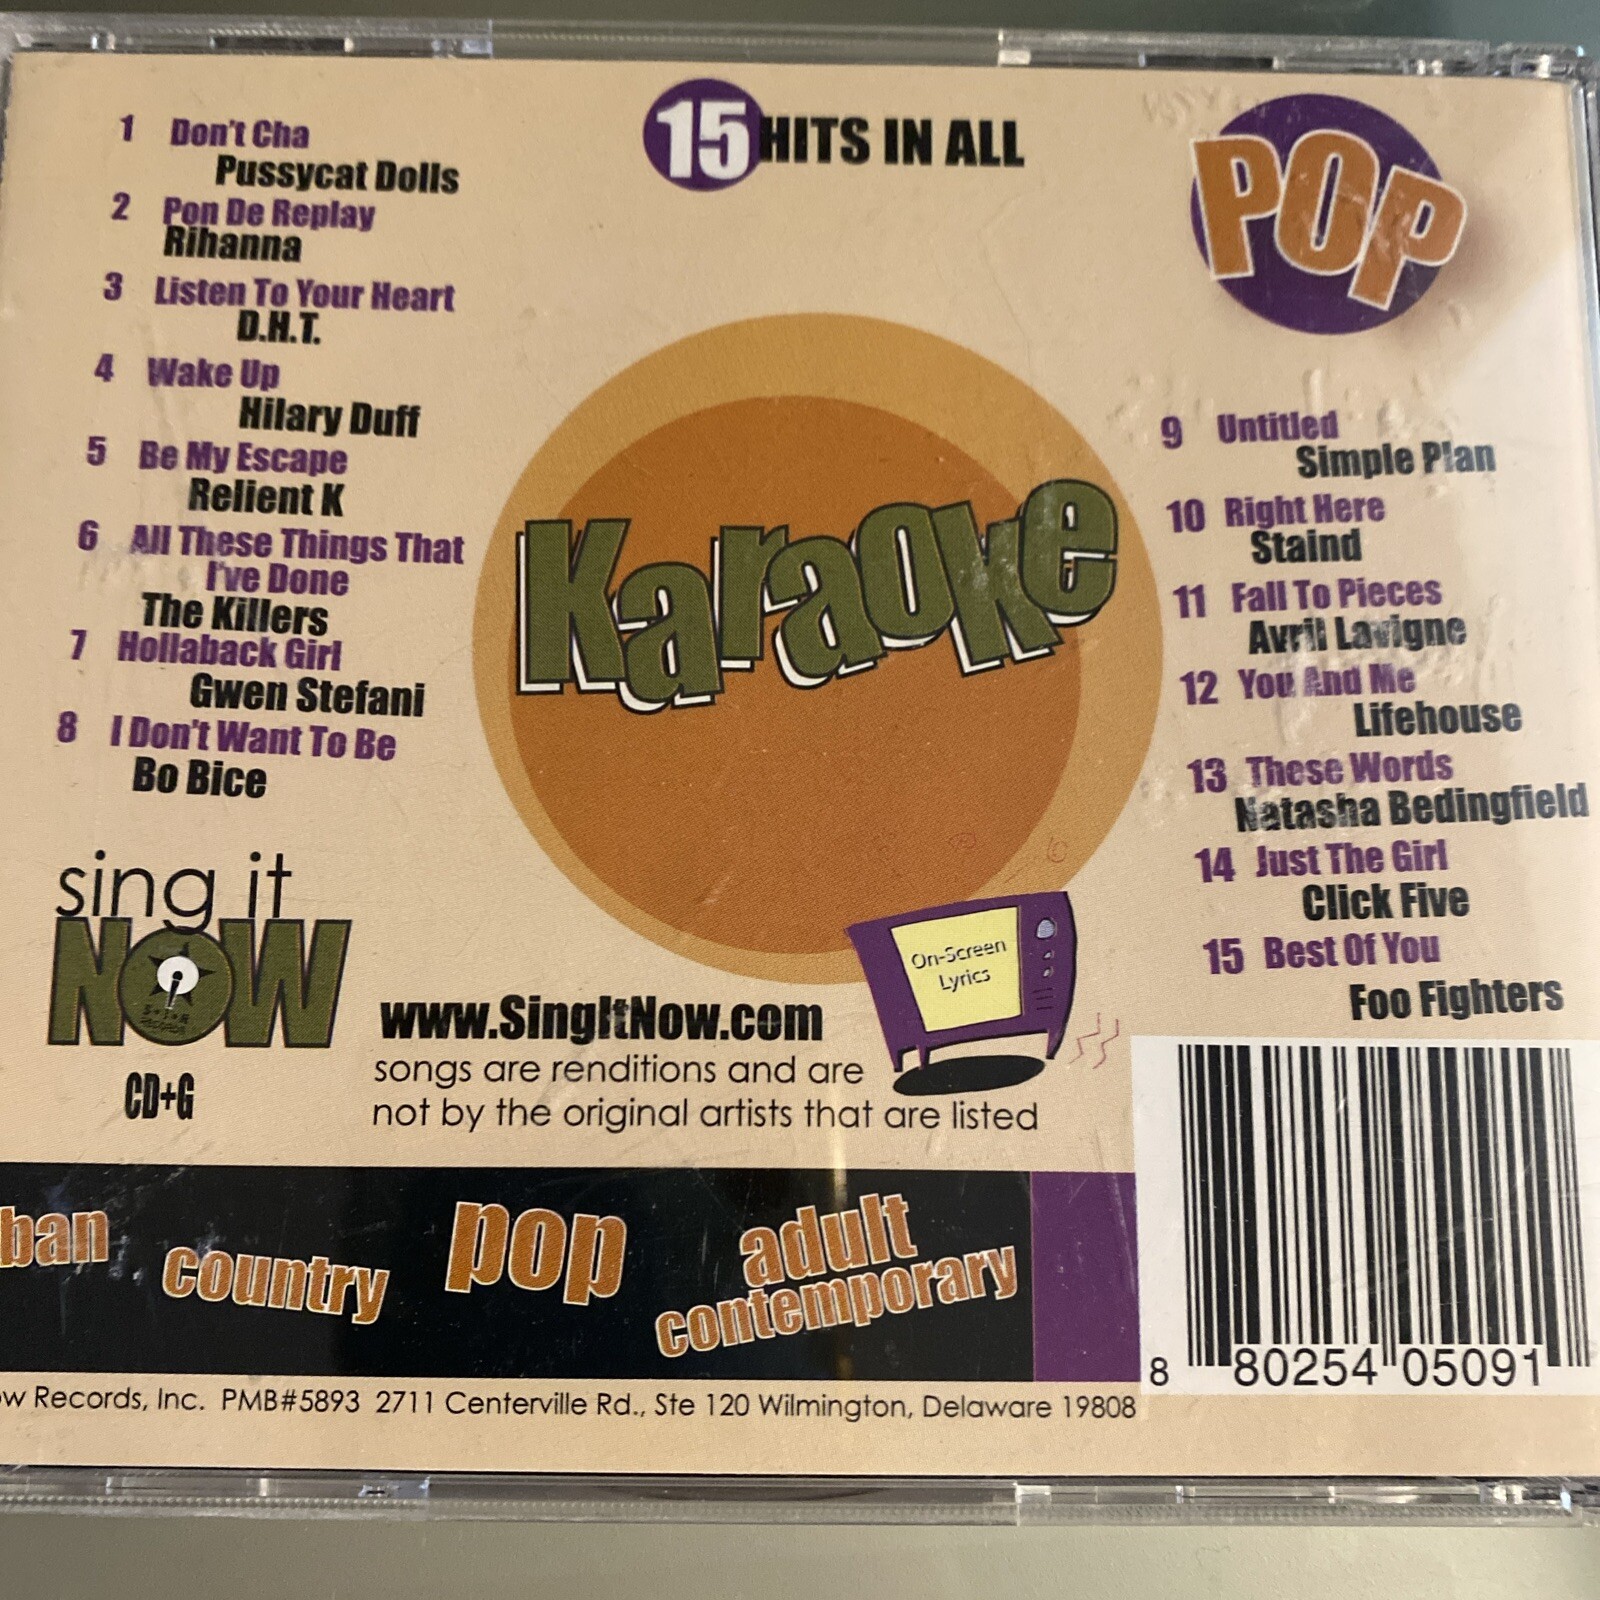 15 HITS IN ALL
POP
1 Don't Cha
Pussycat Dolls
2 Pon De Replay
Rihanna
3 Listen To Your Heart
D.H.T.
4 Wake Up
Hilary Duff
5 Be My Escape
Relient K
6 All These Things That
I've Done
The Killers
7 Hollaback Girl
Gwen Stefani
8 I Don't Want To Be
Bo Bice
Karaoke
9 Untitled
Simple Plan
10 Right Here
Staind
11 Fall To Pieces
Avril Lavigne
12 You And Me
Lifehouse
13 These Words
Natasha Bedingfield
14 Just The Girl
Click Five
15 Best Of You
Foo Fighters
sing it
NOW
CD+G
On-Screen
Lyrics
www.SingItNow.com
songs are renditions and are
not by the original artists that are listed
ban country pop adult
contemporary
8 80254 05091
ow Records, Inc. PMB#5893 2711 Centerville Rd., Ste 120 Wilmington, Delaware 19808